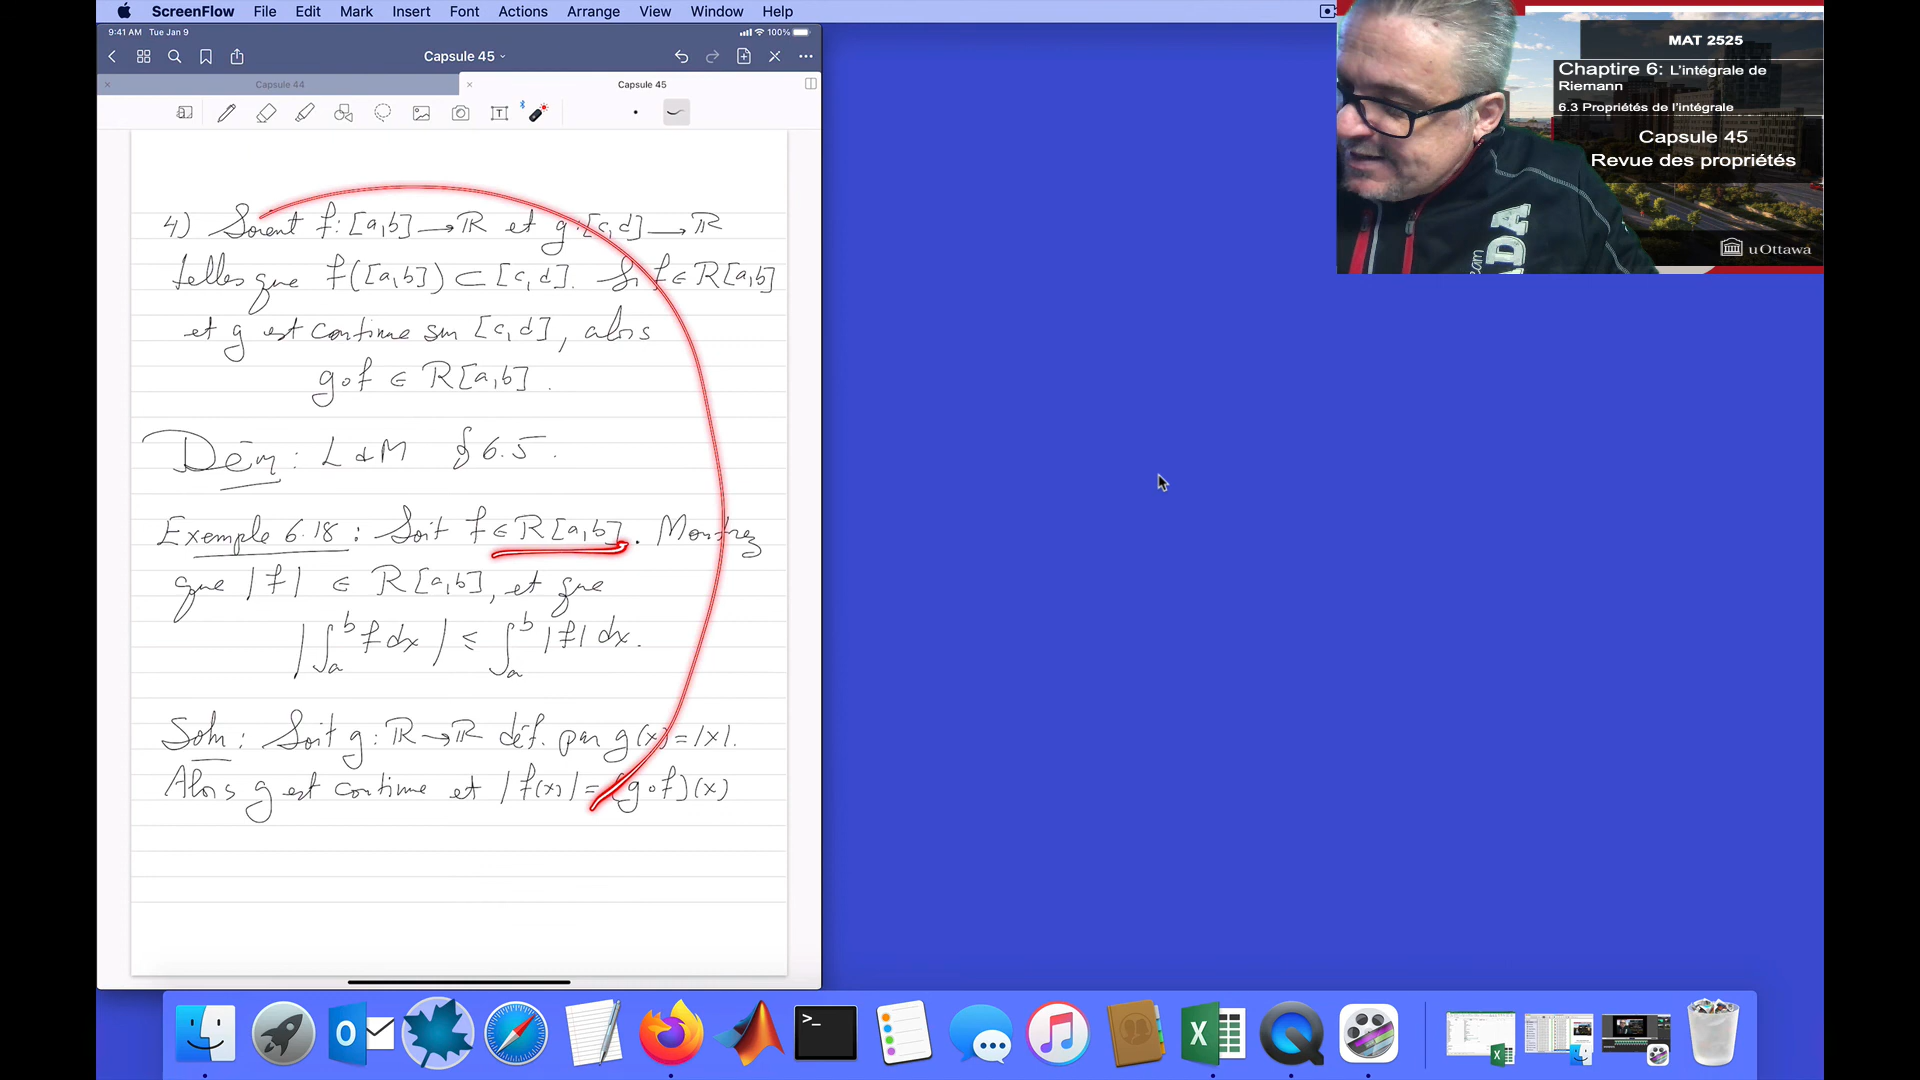 ScreenFlow File Edit Mark Insert Font Actions Arrange View Window Help
9:41 AM Tue Jan 9
100%
Capsule 45
Capsule 44
Capsule 45
4) Soient f: [a,b] → ℝ et g: [c,d] → ℝ
telles que f([a,b]) ⊂ [c,d]. Si f ∈ R[a,b]
et g est continue sur [c,d], alors
g∘f ∈ R[a,b].
Dém: L&M § 6.5.
Exemple 6.18: Soit f ∈ R[a,b]. Montrez
que |f| ∈ R[a,b], et que
|∫_a^b f dx| ≤ ∫_a^b |f| dx.
Soln: Soit g: ℝ → ℝ déf. par g(x) = |x|.
Alors g est continue et |f(x)| = [g∘f](x)
MAT 2525
Chaptire 6: L'intégrale de
Riemann
6.3 Propriétés de l'intégrale
Capsule 45
Revue des propriétés
uOttawa